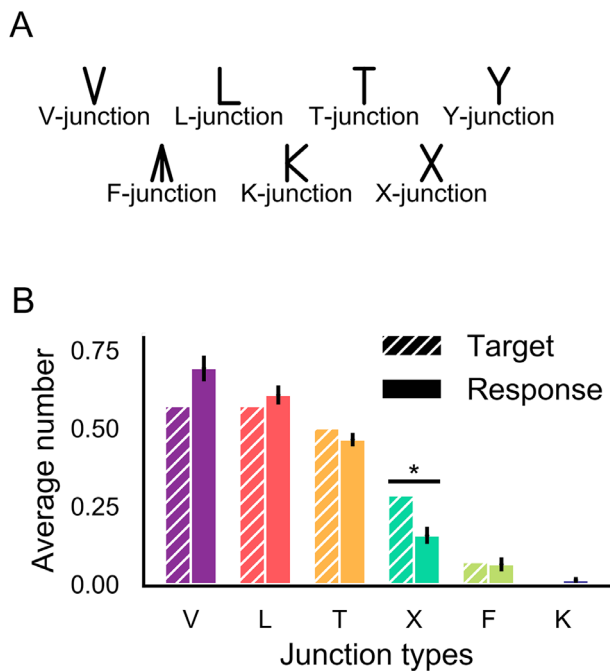 A
V L T Y
V-junction L-junction T-junction Y-junction
K X
F-junction K-junction X-junction
B
Target
Response
Average number
0.75
0.50
0.25
0.00
*
V L T X F K
Junction types